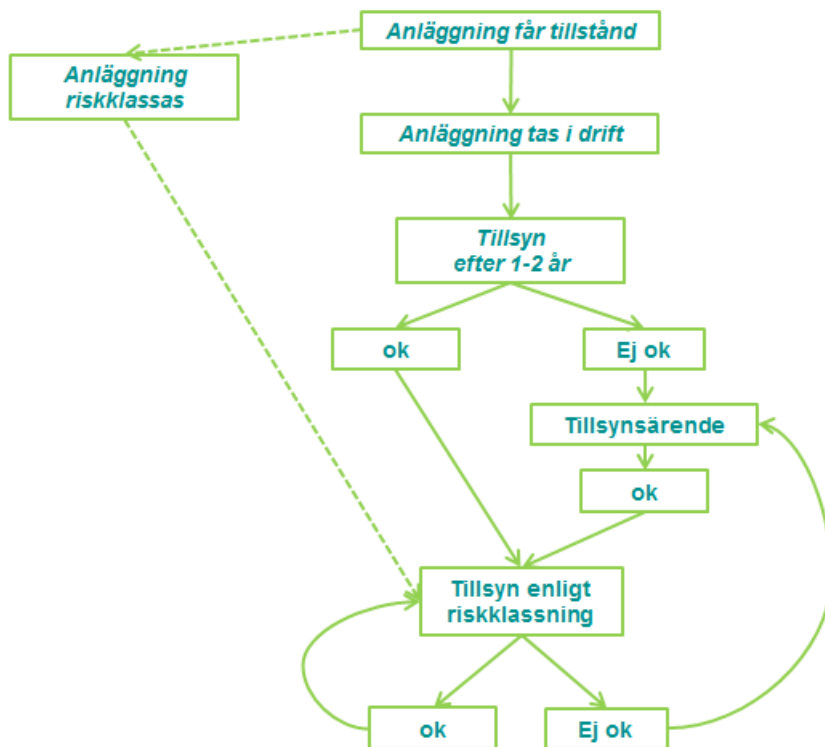 Anläggning får tillstånd
Anläggning
riskklassas
Anläggning tas i drift
Tillsyn
efter 1-2 år
ok
Ej ok
Tillsynsärende
ok
Tillsyn enligt
riskklassning
ok
Ej ok